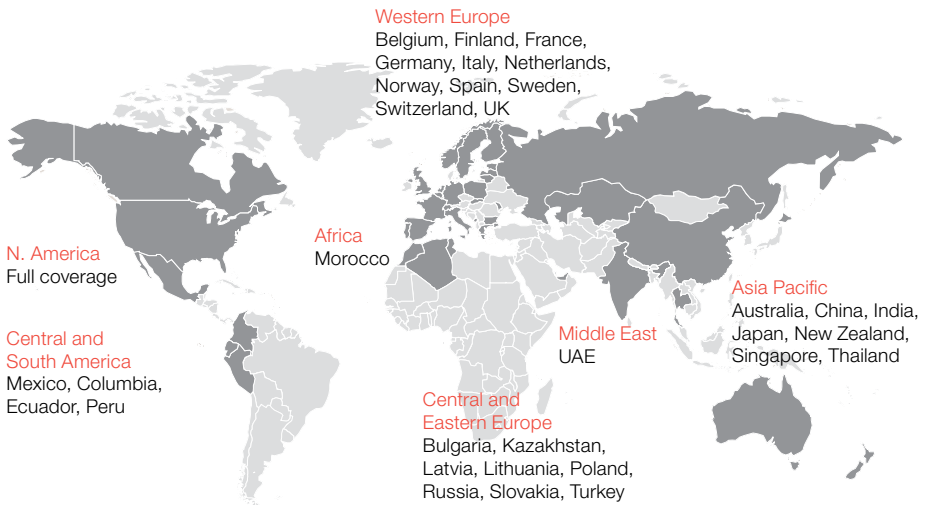 Western Europe
Belgium, Finland, France,
Germany, Italy, Netherlands,
Norway, Spain, Sweden,
Switzerland, UK
N. America
Full coverage
Africa
Morocco
Asia Pacific
Australia, China, India,
Japan, New Zealand,
Singapore, Thailand
Middle East
UAE
Central and
South America
Mexico, Columbia,
Ecuador, Peru
Central and
Eastern Europe
Bulgaria, Kazakhstan,
Latvia, Lithuania, Poland,
Russia, Slovakia, Turkey